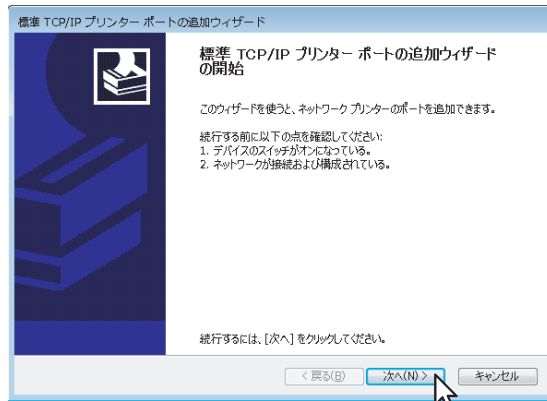 標準 TCP/IP プリンター ポートの追加ウィザード
標準 TCP/IP プリンター ポートの追加ウィザード
の開始
このウィザードを使うと、ネットワーク プリンターのポートを追加できます。
続行する前に以下の点を確認してください:
1. デバイスのスイッチがオンになっている。
2. ネットワークが接続および構成されている。
続行するには、[次へ] をクリックしてください。
< 戻る(B)
次へ(N) >
キャンセル